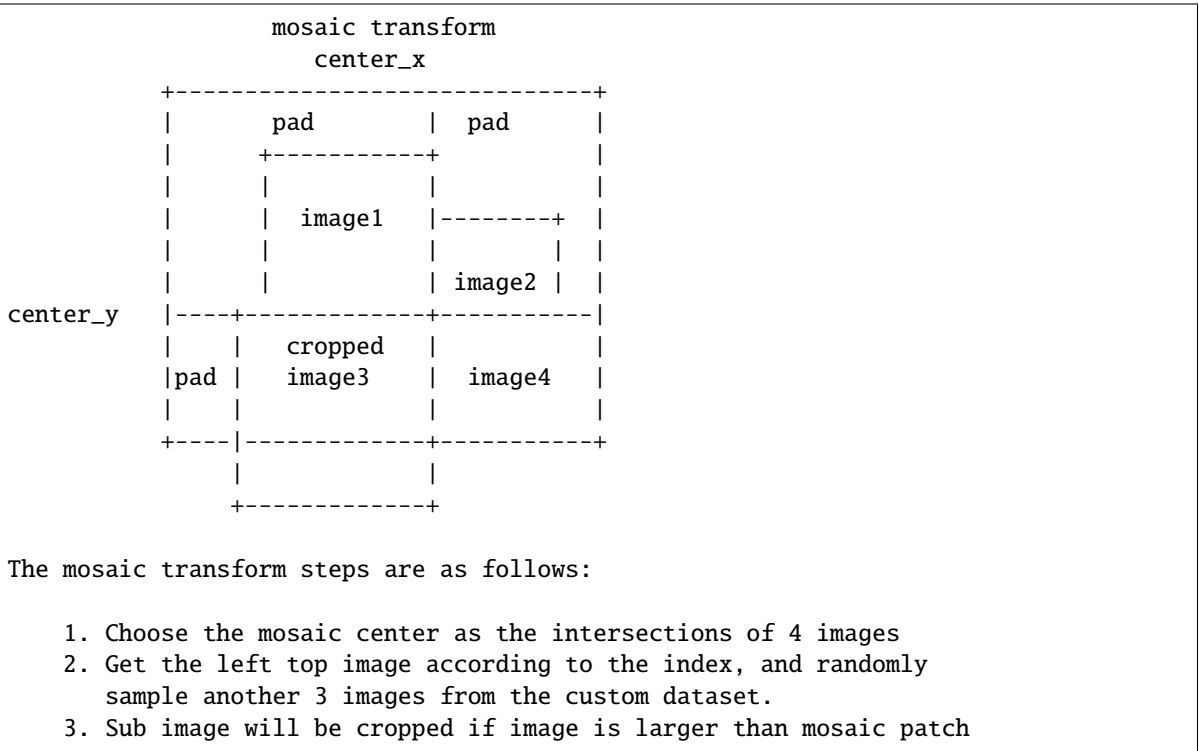 mosaic transform
center_x
+------------------------------+
| pad | pad |
| +-----------+ |
| | | |
| | image1 |--------+ |
| | | | |
| | | image2 | |
center_y |----+-------------+-----------|
| | cropped | |
|pad | image3 | image4 |
| | | |
+----|-------------+-----------+
| |
+-------------+
The mosaic transform steps are as follows:
1. Choose the mosaic center as the intersections of 4 images
2. Get the left top image according to the index, and randomly
sample another 3 images from the custom dataset.
3. Sub image will be cropped if image is larger than mosaic patch